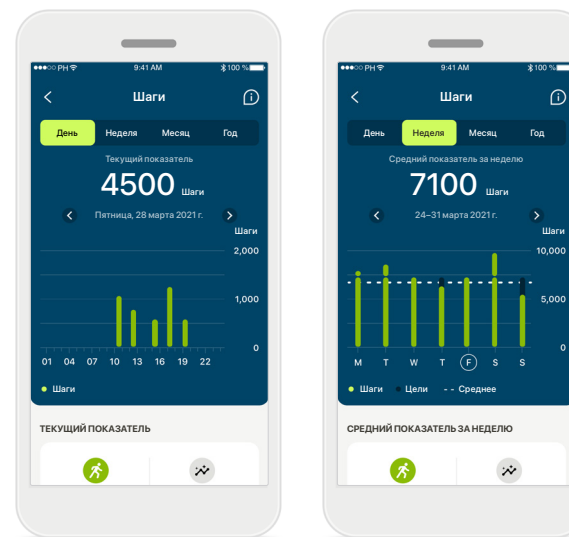 ●●●○○ PH 9:41 AM 100 %
Шаги
День Неделя Месяц Год
Текущий показатель
4500 Шаги
Пятница, 28 марта 2021 г.
Шаги
2,000
1,000
0
01 04 07 10 13 16 19 22
Шаги
ТЕКУЩИЙ ПОКАЗАТЕЛЬ
●●●○○ PH 9:41 AM 100 %
Шаги
День Неделя Месяц Год
Средний показатель за неделю
7100 Шаги
24–31 марта 2021 г.
Шаги
10,000
5,000
0
M T W T F S S
Шаги Цели - - Среднее
СРЕДНИЙ ПОКАЗАТЕЛЬ ЗА НЕДЕЛЮ